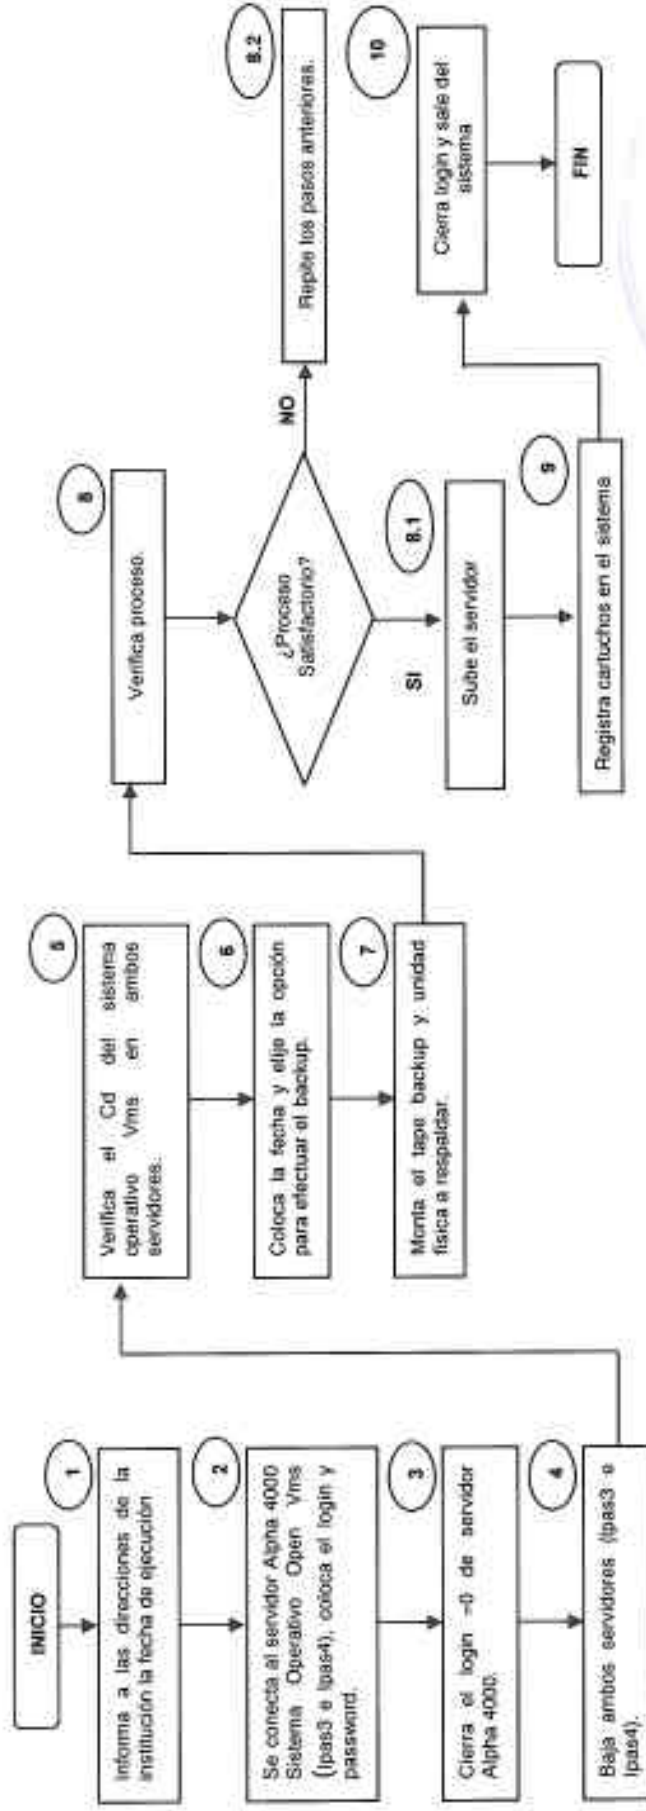 INICIO
1
Informa a las direcciones de la
institución la fecha de ejecución
2
Se conecta al servidor Alpha 4000
Sistema Operativo Open Vms
(Ipas3 e Ipas4), coloca el login y
password.
3
Cierra el login =0 de servidor
Alpha 4000.
4
Baja ambos servidores (Ipas3 e
Ipas4).
5
Verifica el Cd del sistema
operativo Vms en ambos
servidores.
6
Coloca la fecha y elije la opción
para efectuar el backup.
7
Monta el tape backup y unidad
física a respaldar.
8
Verifica proceso.
¿Proceso
Satisfactorio?
NO
8.2
Repite los pasos anteriores.
SI
8.1
Sube el servidor
9
Registra cartuchos en el sistema
10
Cierra login y sale del
sistema
FIN